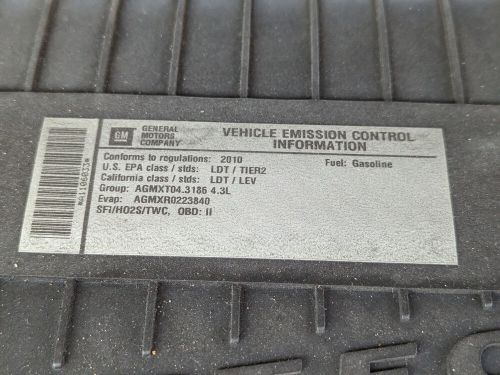 GM
GENERAL
MOTORS
COMPANY
VEHICLE EMISSION CONTROL
INFORMATION
Conforms to regulations: 2010
Fuel: Gasoline
U.S. EPA class / stds: LDT / TIER2
California class / stds: LDT / LEV
Group: AGMXT04.3186 4.3L
Evap: AGMXR0223840
SFI/HO2S/TWC, OBD: II